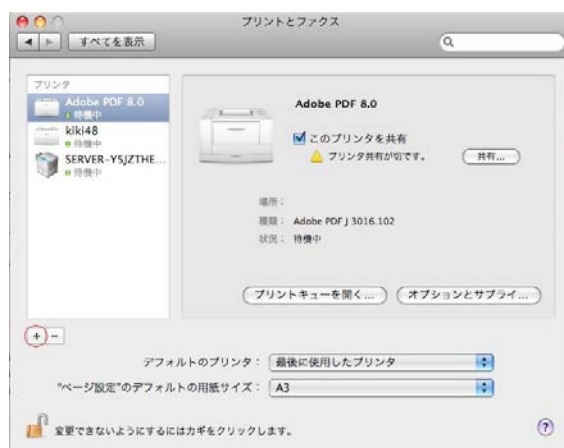 プリントとファクス
すべてを表示
プリンタ
Adobe PDF 8.0
待機中
kiki48
待機中
SERVER-YSJZTHE...
待機中
Adobe PDF 8.0
このプリンタを共有
プリンタ共有が切です。
共有...
場所：
種類： Adobe PDF J 3016.102
状況： 待機中
プリントキューを開く...
オプションとサプライ...
+ -
デフォルトのプリンタ： 最後に使用したプリンタ
"ページ設定"のデフォルトの用紙サイズ： A3
変更できないようにするにはカギをクリックします。
?